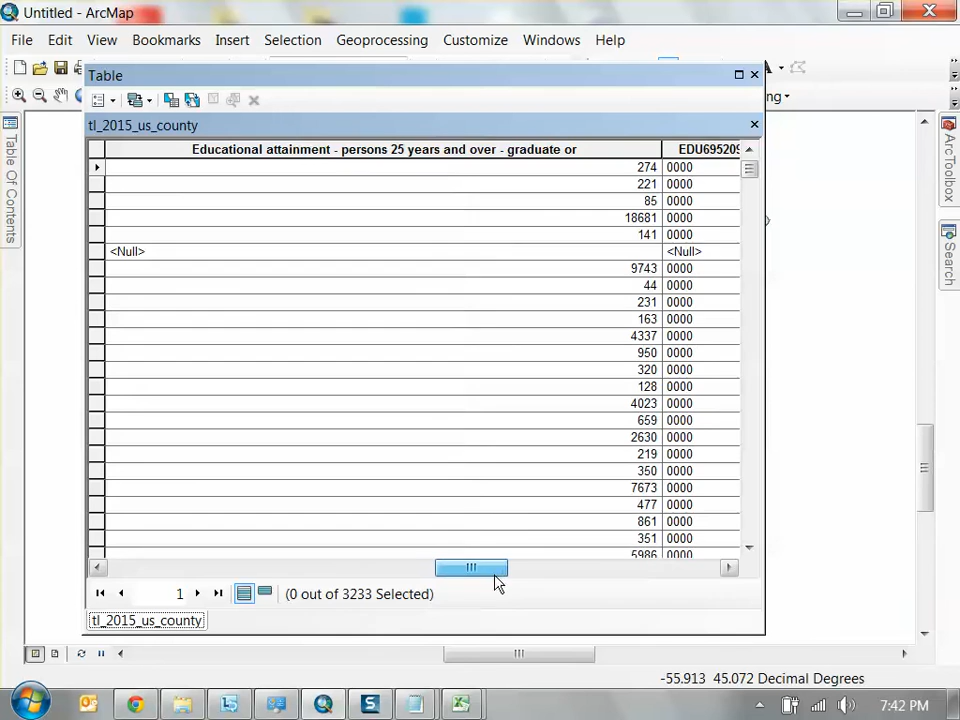 Untitled - ArcMap
File Edit View Bookmarks Insert Selection Geoprocessing Customize Windows Help
Table
ng
tl_2015_us_county
Educational attainment - persons 25 years and over - graduate or EDU695209
274 0000
221 0000
85 0000
18681 0000
141 0000
<Null> <Null>
9743 0000
44 0000
231 0000
163 0000
4337 0000
950 0000
320 0000
128 0000
4023 0000
659 0000
2630 0000
219 0000
350 0000
7673 0000
477 0000
861 0000
351 0000
5986 0000
1 (0 out of 3233 Selected)
tl_2015_us_county
Table Of Contents
ArcToolbox
Search
-55.913 45.072 Decimal Degrees
7:42 PM